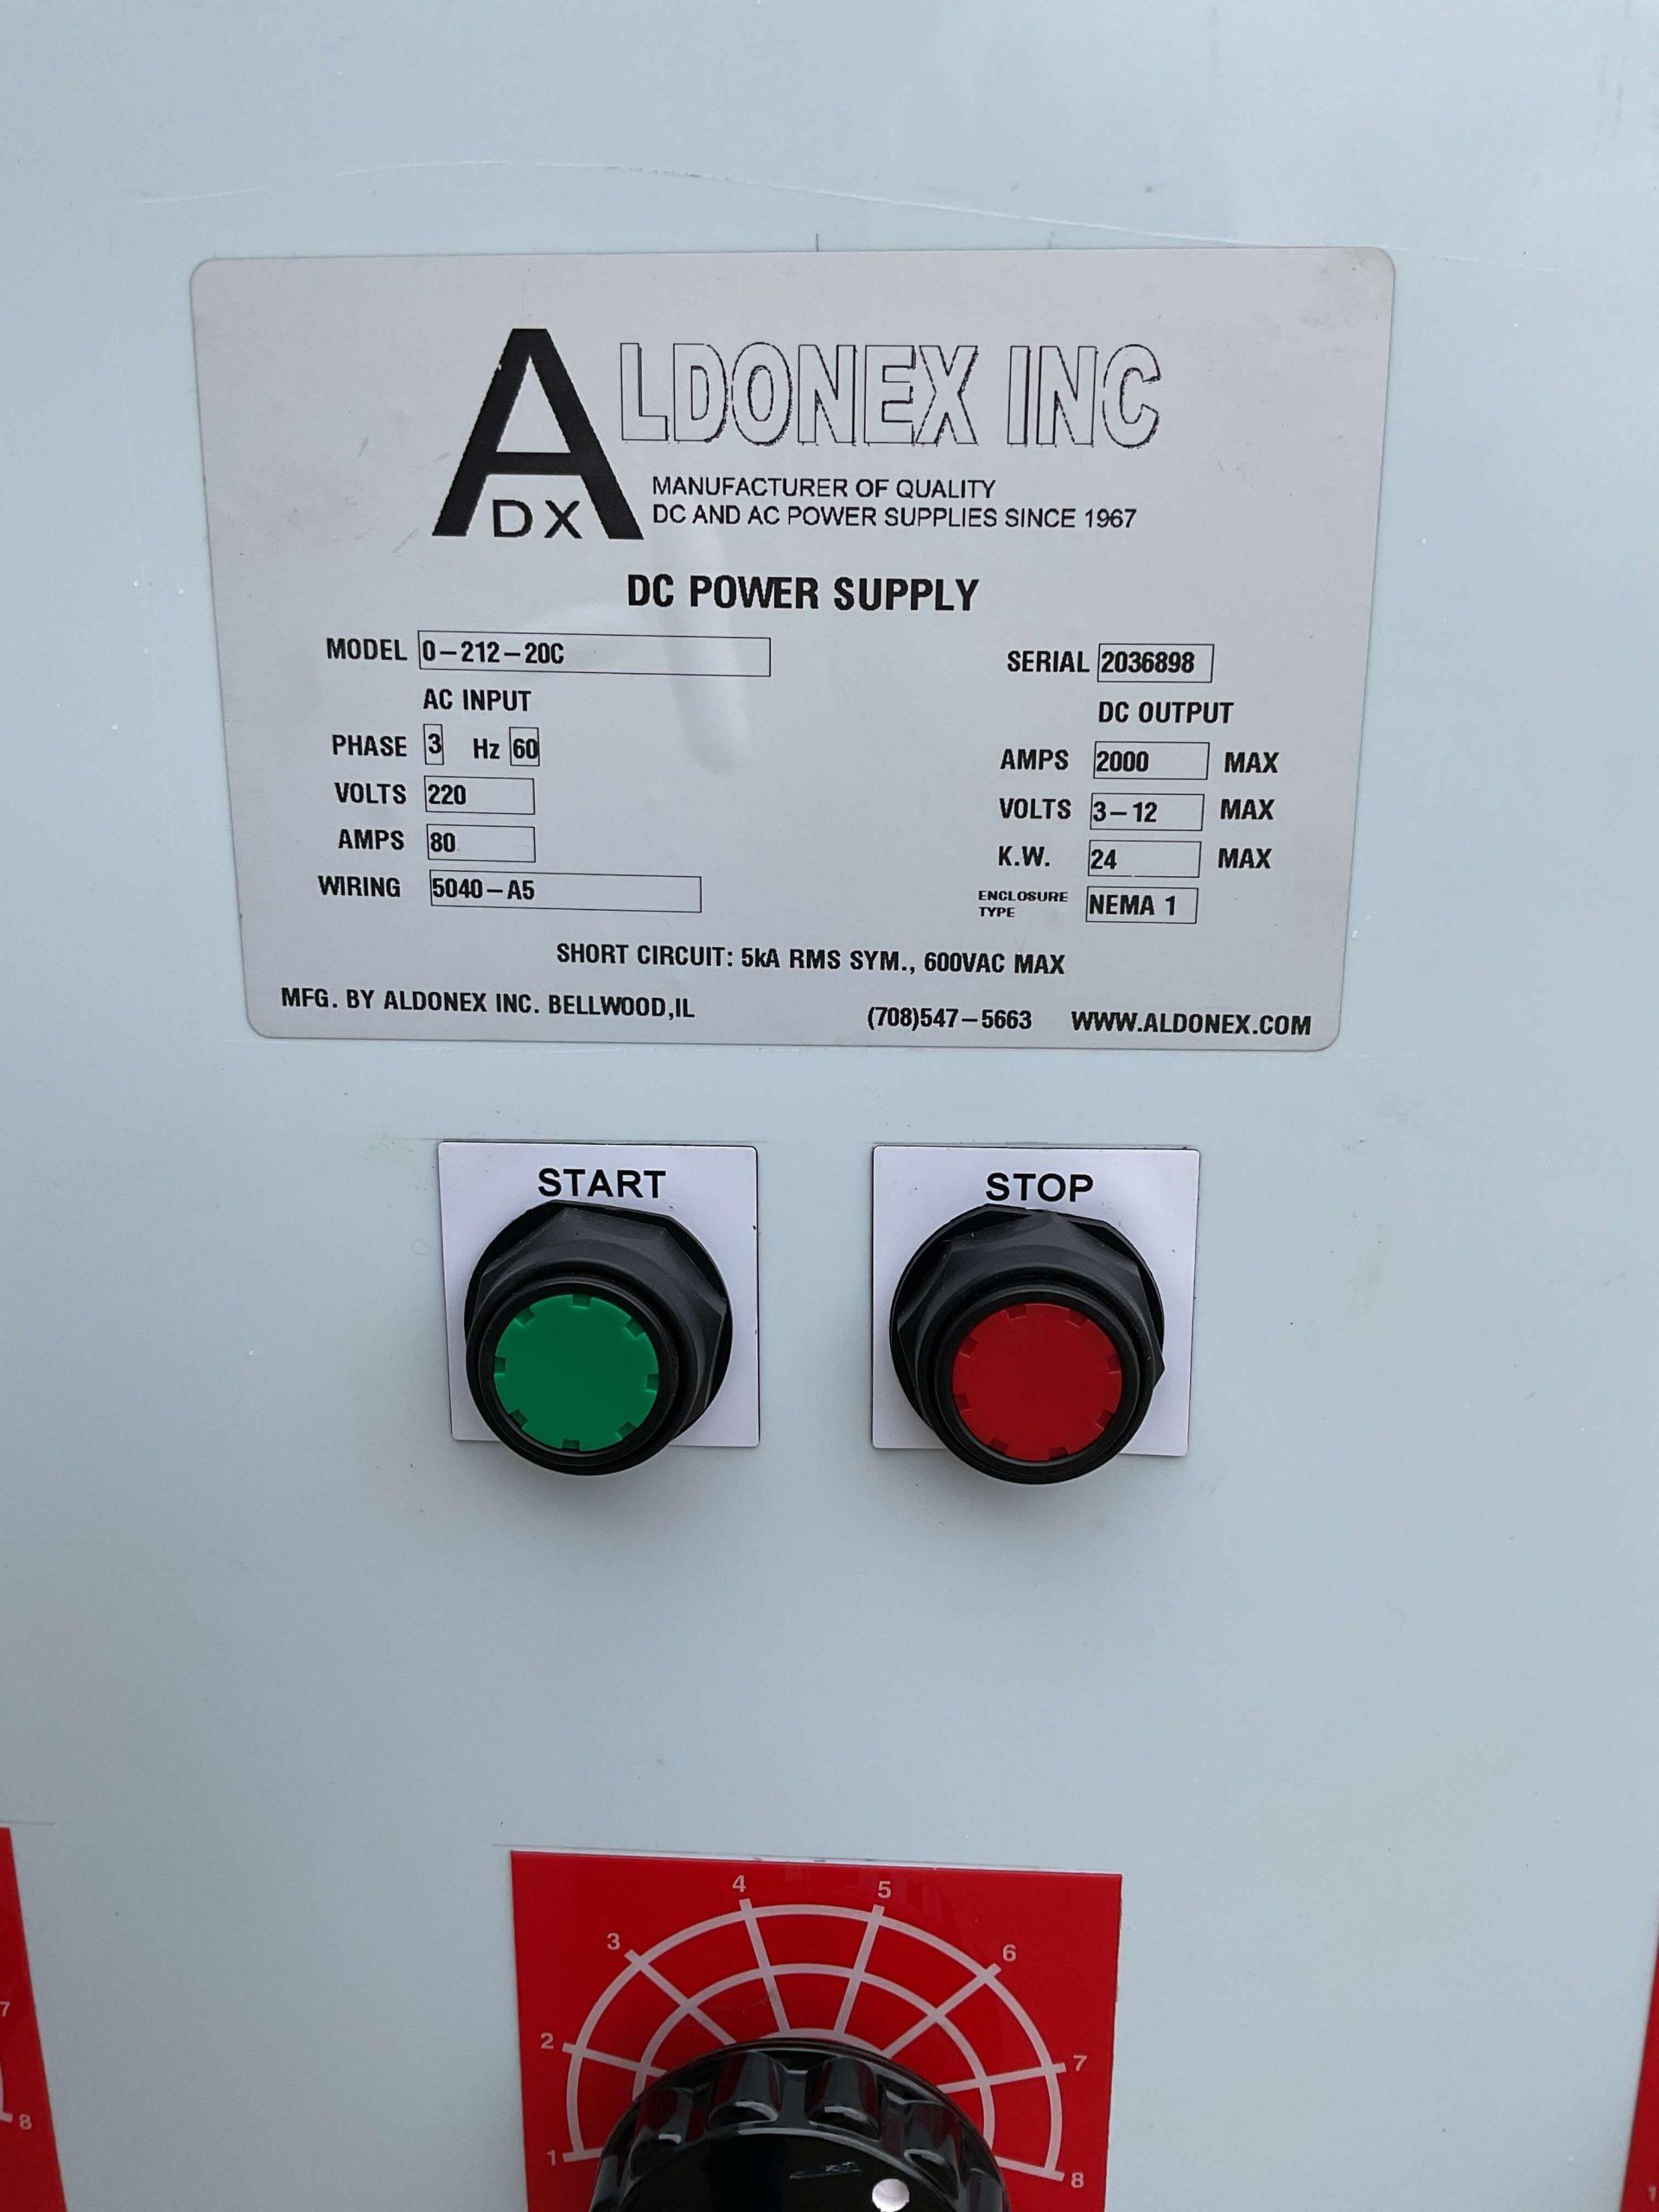 ALDONEX INC
ADX
MANUFACTURER OF QUALITY
DC AND AC POWER SUPPLIES SINCE 1967
DC POWER SUPPLY
MODEL 0-212-20C SERIAL 2036898
AC INPUT DC OUTPUT
PHASE 3 Hz 60 AMPS 2000 MAX
VOLTS 220 VOLTS 3-12 MAX
AMPS 80 K.W. 24 MAX
WIRING 5040-A5 ENCLOSURE TYPE NEMA 1
SHORT CIRCUIT: 5kA RMS SYM., 600VAC MAX
MFG. BY ALDONEX INC. BELLWOOD,IL (708)547-5663 WWW.ALDONEX.COM
START STOP
1 2 3 4 5 6 7 8
7
8
1